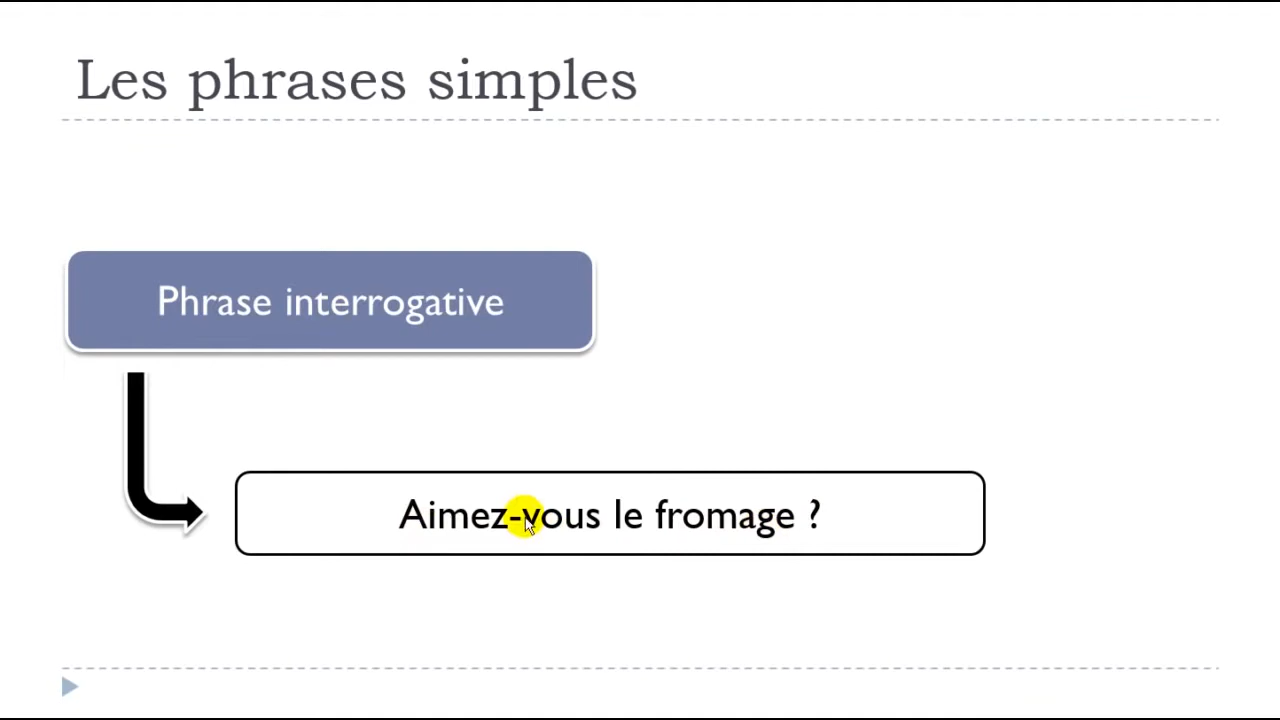 Les phrases simples
Phrase interrogative
Aimez-vous le fromage ?